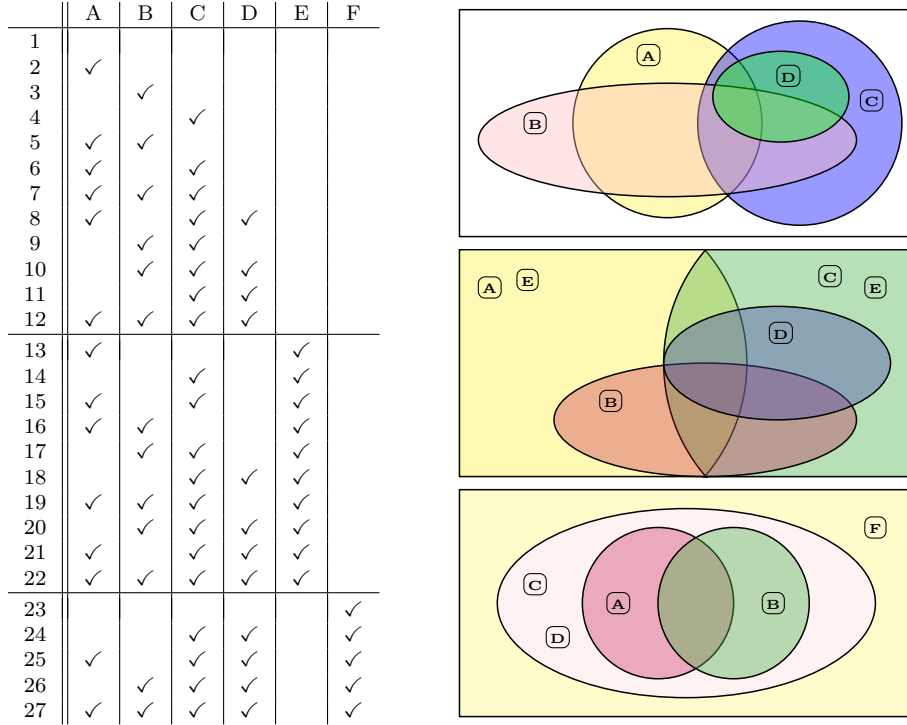 A B C D E F
1
2 ✓
3 ✓
4 ✓
5 ✓ ✓
6 ✓ ✓
7 ✓ ✓ ✓
8 ✓ ✓ ✓
9 ✓ ✓
10 ✓ ✓ ✓
11 ✓ ✓
12 ✓ ✓ ✓ ✓
13 ✓ ✓
14 ✓ ✓
15 ✓ ✓ ✓
16 ✓ ✓ ✓
17 ✓ ✓ ✓
18 ✓ ✓ ✓
19 ✓ ✓ ✓ ✓
20 ✓ ✓ ✓ ✓
21 ✓ ✓ ✓ ✓
22 ✓ ✓ ✓ ✓ ✓
23 ✓
24 ✓ ✓ ✓
25 ✓ ✓ ✓ ✓
26 ✓ ✓ ✓ ✓
27 ✓ ✓ ✓ ✓ ✓
A
D
C
B
A E C E
D
B
F
C
A B
D